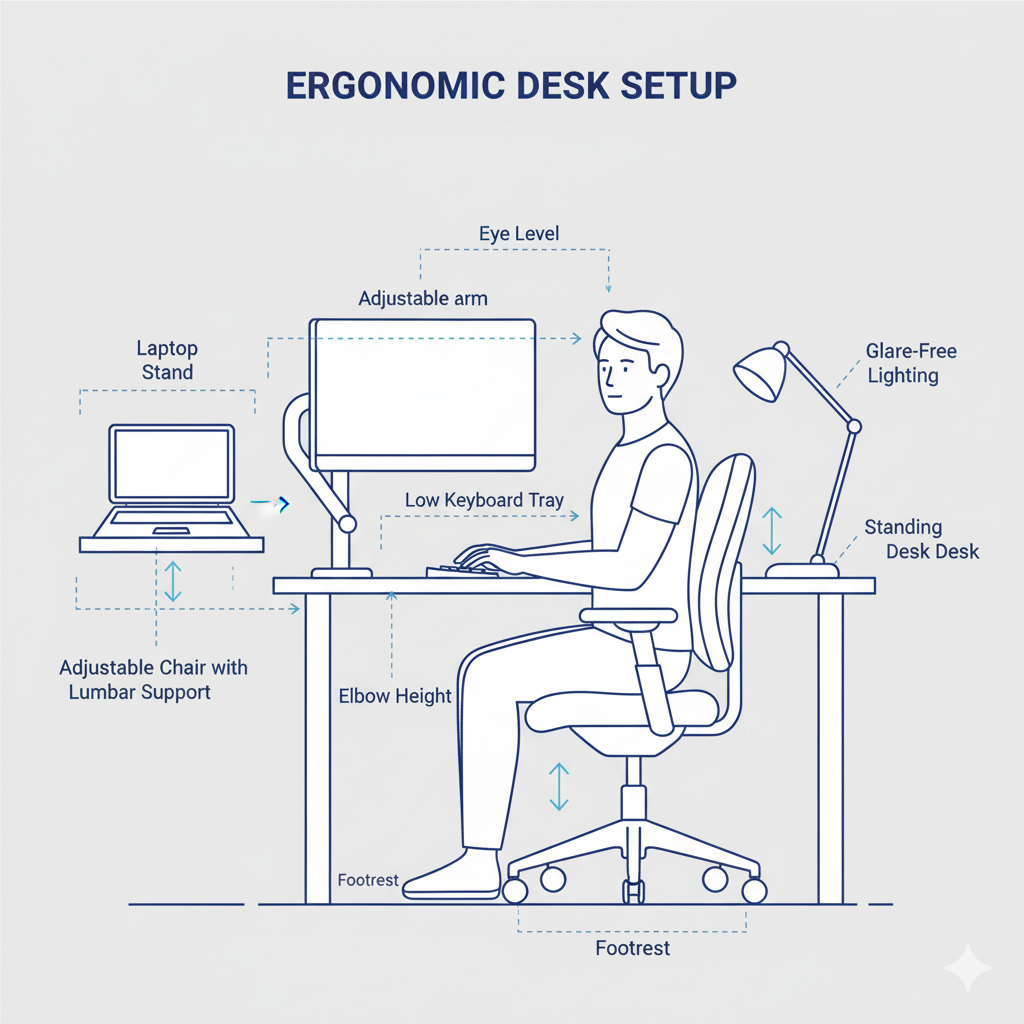 ERGONOMIC DESK SETUP
Eye Level
Adjustable arm
Laptop
Stand
Glare-Free
Lighting
Low Keyboard Tray
Standing
Desk Desk
Adjustable Chair with
Lumbar Support
Elbow Height
Footrest
Footrest